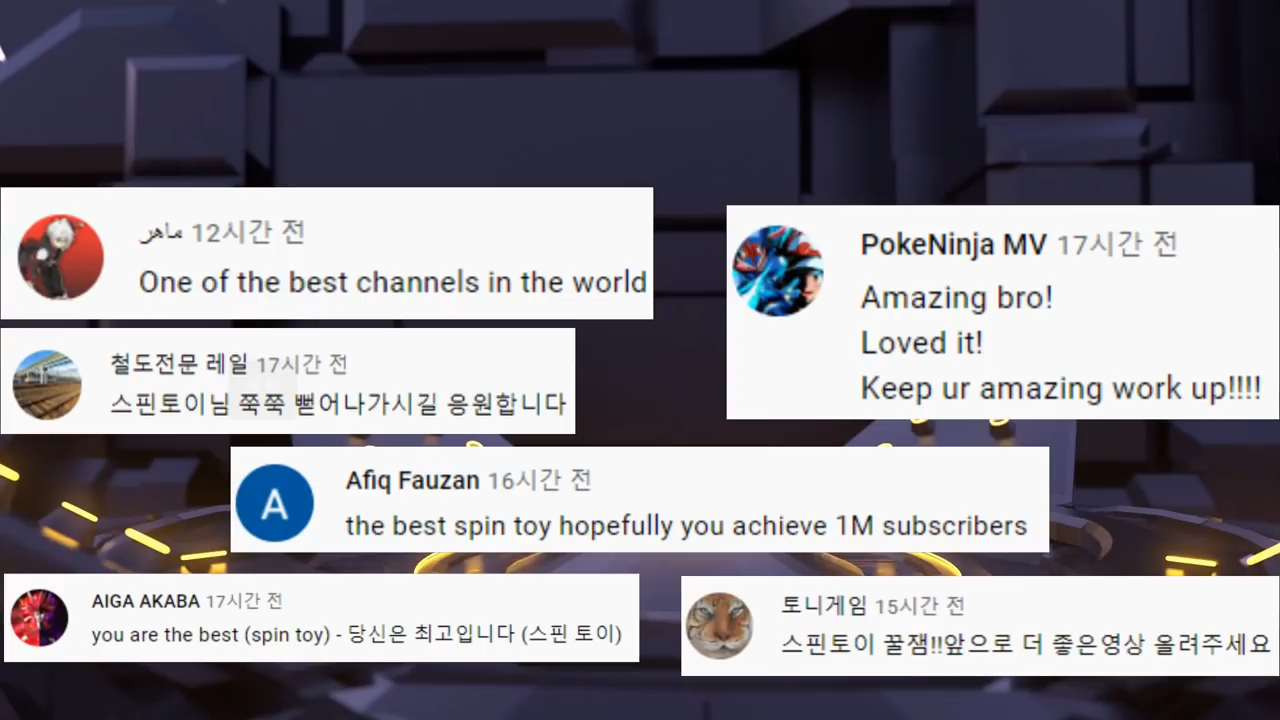 ماهر 12시간 전
One of the best channels in the world
PokeNinja MV 17시간 전
Amazing bro!
Loved it!
Keep ur amazing work up!!!!
철도전문 레일 17시간 전
스핀토이님 쭉쭉 뻗어나가시길 응원합니다
A
Afiq Fauzan 16시간 전
the best spin toy hopefully you achieve 1M subscribers
AIGA AKABA 17시간 전
you are the best (spin toy) - 당신은 최고입니다 (스핀 토이)
토니게임 15시간 전
스핀토이 꿀잼!!앞으로 더 좋은영상 올려주세요